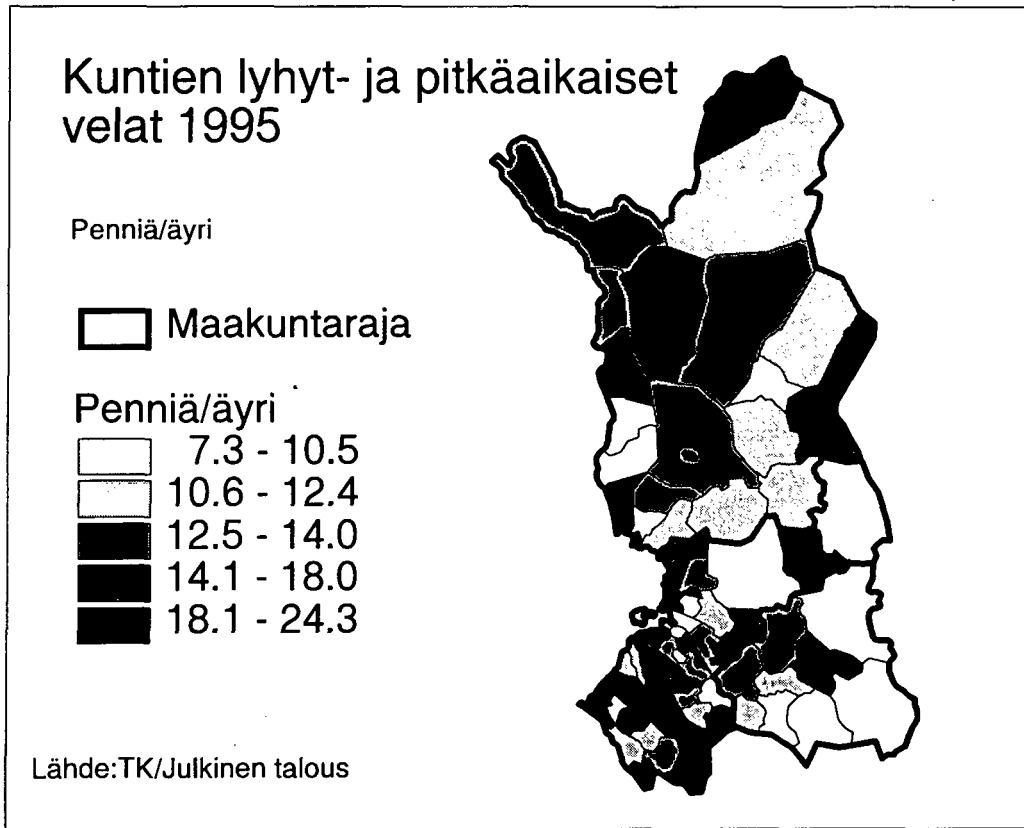 Kuntien lyhyt- ja pitkäaikaiset
velat 1995
Penniä/äyri
Maakuntaraja
Penniä/äyri
7.3 - 10.5
10.6 - 12.4
12.5 - 14.0
14.1 - 18.0
18.1 - 24.3
Lähde:TK/Julkinen talous